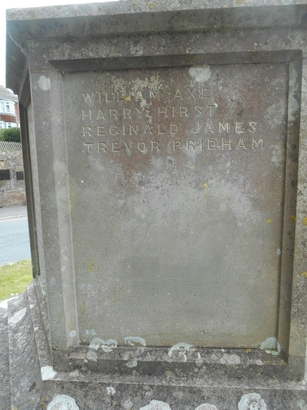 WILLIAM AXE
HARRY HIRST
REGINALD JAMES
TREVOR PRIDHAM